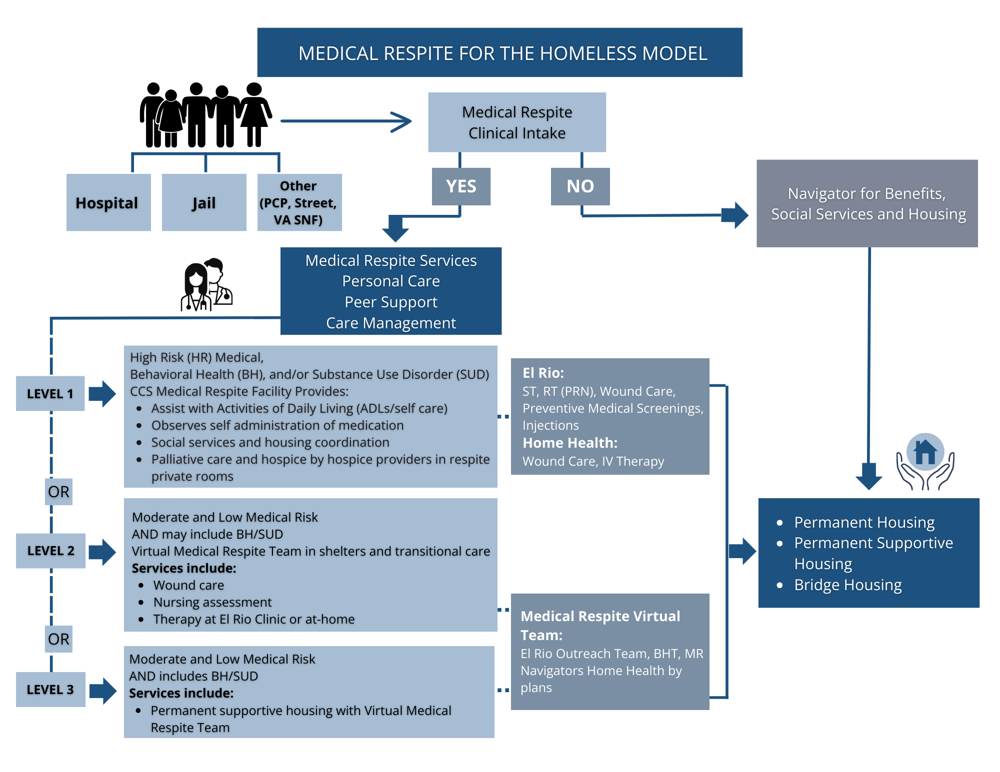 MEDICAL RESPITE FOR THE HOMELESS MODEL
Medical Respite
Clinical Intake
Hospital
Jail
Other
(PCP, Street,
VA SNF)
YES
NO
Navigator for Benefits,
Social Services and Housing
Medical Respite Services
Personal Care
Peer Support
Care Management
LEVEL 1
High Risk (HR) Medical,
Behavioral Health (BH), and/or Substance Use Disorder (SUD)
CCS Medical Respite Facility Provides:
• Assist with Activities of Daily Living (ADLs/self care)
• Observes self administration of medication
• Social services and housing coordination
• Palliative care and hospice by hospice providers in respite
private rooms
El Rio:
ST, RT (PRN), Wound Care,
Preventive Medical Screenings,
Injections
Home Health:
Wound Care, IV Therapy
OR
LEVEL 2
Moderate and Low Medical Risk
AND may include BH/SUD
Virtual Medical Respite Team in shelters and transitional care
Services include:
• Wound care
• Nursing assessment
• Therapy at El Rio Clinic or at-home
OR
LEVEL 3
Moderate and Low Medical Risk
AND includes BH/SUD
Services include:
• Permanent supportive housing with Virtual Medical
Respite Team
Medical Respite Virtual
Team:
El Rio Outreach Team, BHT, MR
Navigators Home Health by
plans
• Permanent Housing
• Permanent Supportive
Housing
• Bridge Housing